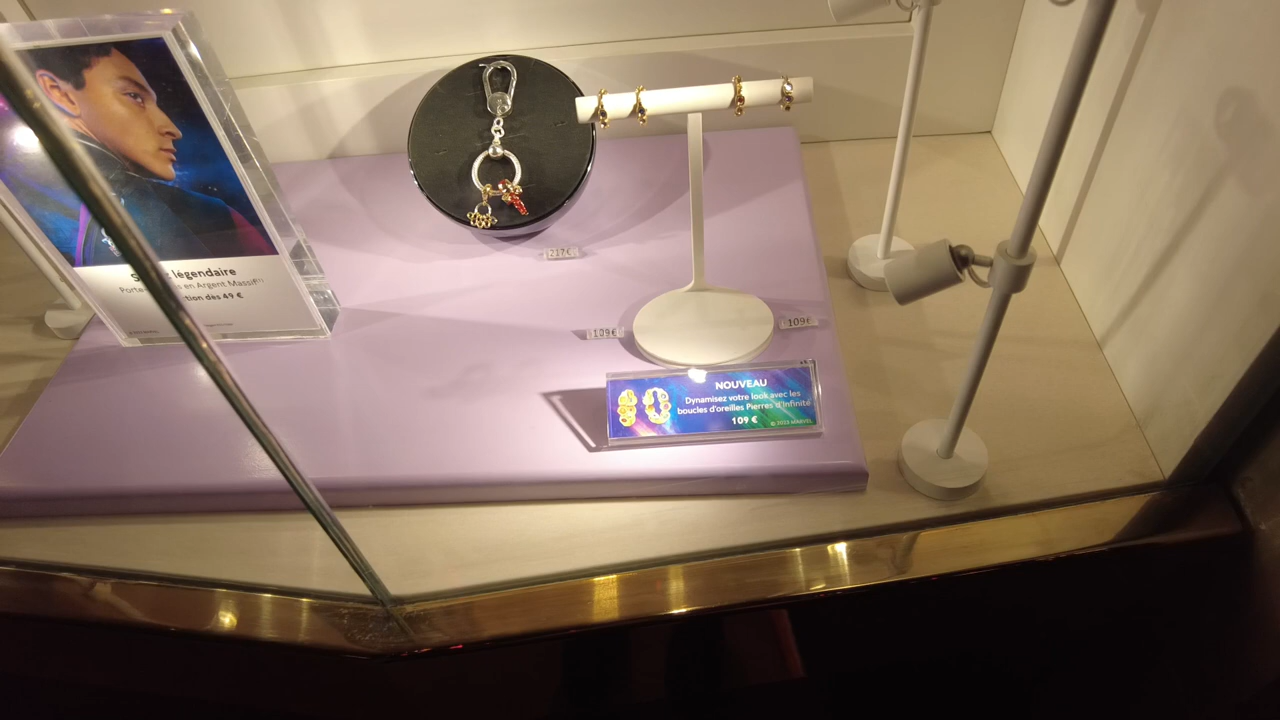 légendaire
en Argent Massif
dès 49 €
217€
109€
109€
NOUVEAU
Dynamisez votre look avec les
boucles d'oreilles Pierres d'Infinité
109 €
© 2023 MARVEL